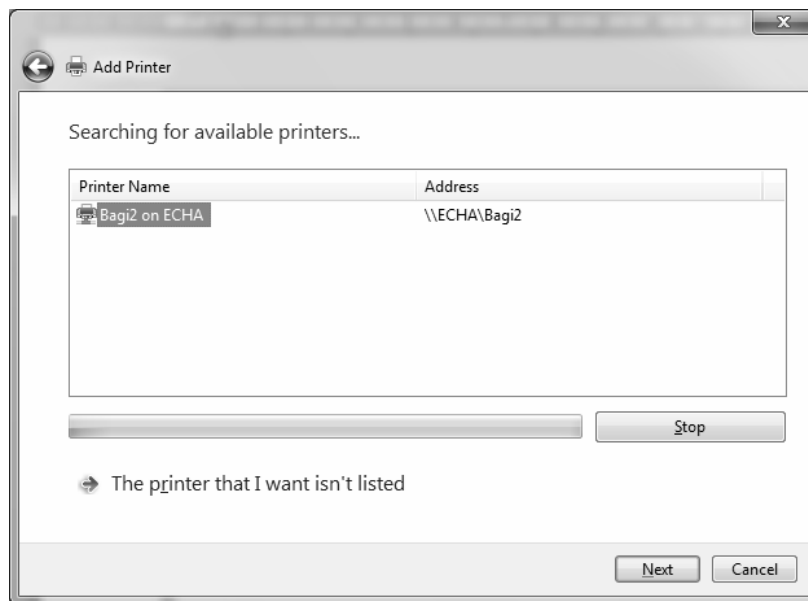 Add Printer
Searching for available printers...
Printer Name Address
Bagi2 on ECHA \\ECHA\Bagi2
Stop
The printer that I want isn't listed
Next Cancel